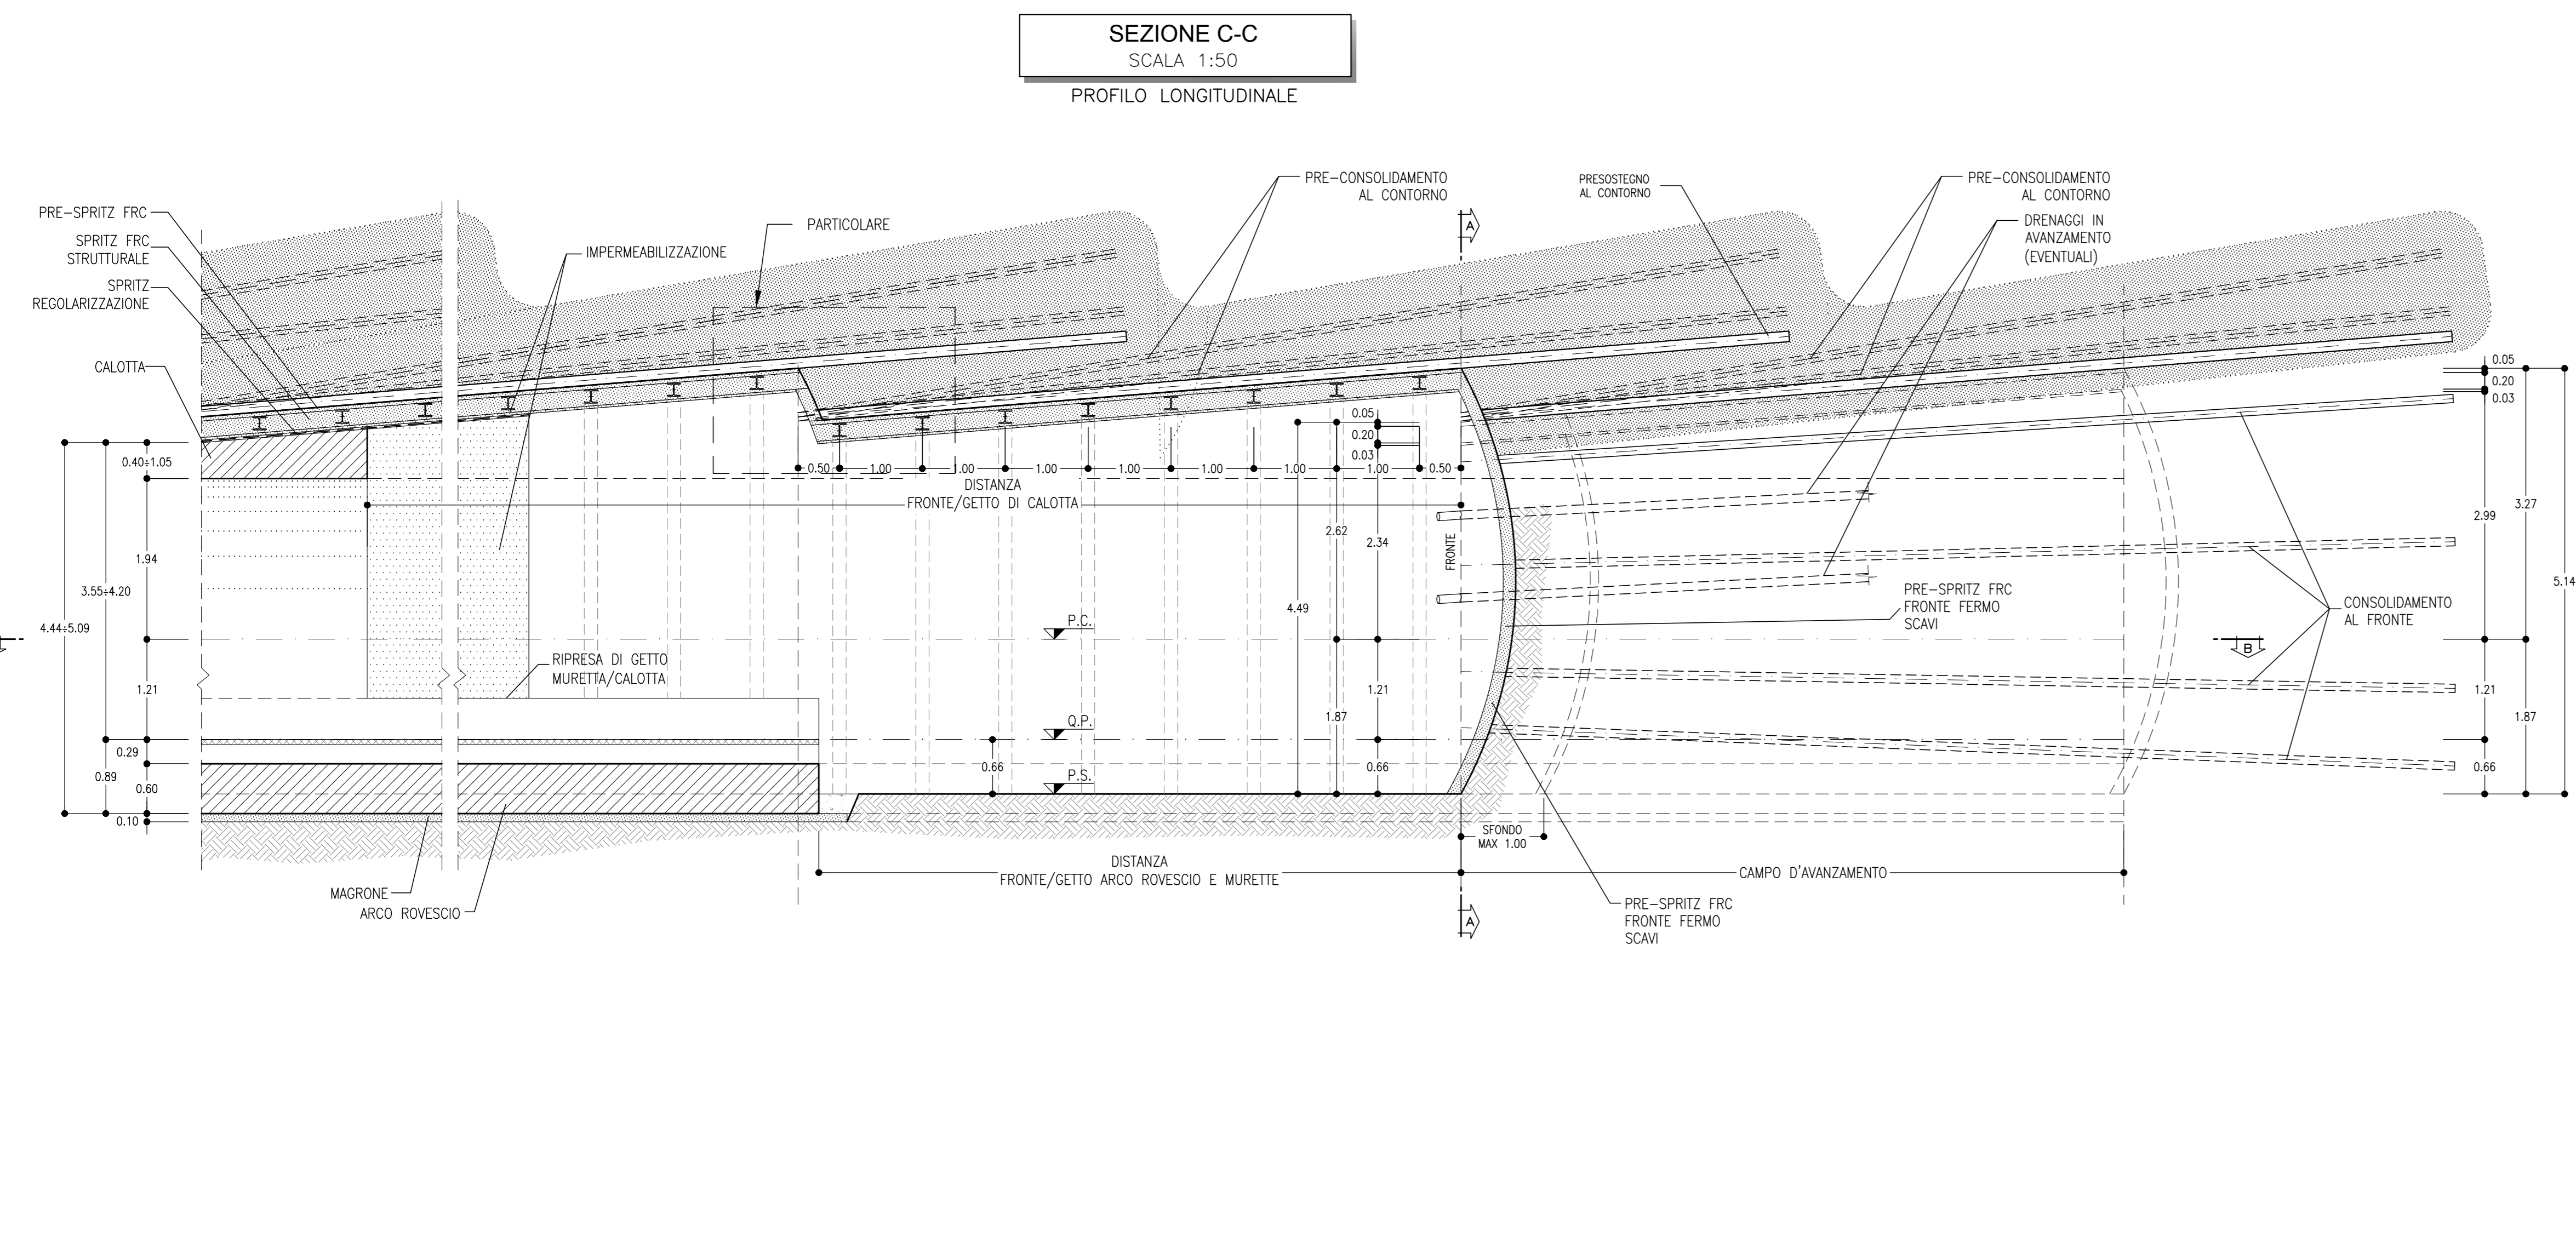 SEZIONE C-C
SCALA 1:50
PROFILO LONGITUDINALE
PRE-SPRITZ FRC
SPRITZ FRC
STRUTTURALE
SPRITZ
REGOLARIZZAZIONE
CALOTTA
IMPERMEABILIZZAZIONE
PARTICOLARE
PRE-CONSOLIDAMENTO
AL CONTORNO
PRESOSTEGNO
AL CONTORNO
PRE-CONSOLIDAMENTO
AL CONTORNO
DRENAGGI IN
AVANZAMENTO
(EVENTUALI)
A
0.05
0.20
0.03
2.99
3.27
5.14
1.21
1.87
0.66
0.40÷1.05
1.94
3.55÷4.20
4.44÷5.09
1.21
0.29
0.89
0.60
0.10
0.50
1.00
1.00
1.00
1.00
1.00
1.00
1.00
0.50
DISTANZA
FRONTE/GETTO DI CALOTTA
0.05
0.20
0.03
2.62
2.34
4.49
1.21
1.87
0.66
0.66
FRONTE
P.C.
Q.P.
P.S.
RIPRESA DI GETTO
MURETTA/CALOTTA
PRE-SPRITZ FRC
FRONTE FERMO
SCAVI
CONSOLIDAMENTO
AL FRONTE
B
SFONDO
MAX 1.00
DISTANZA
FRONTE/GETTO ARCO ROVESCIO E MURETTE
CAMPO D'AVANZAMENTO
MAGRONE
ARCO ROVESCIO
A
PRE-SPRITZ FRC
FRONTE FERMO
SCAVI